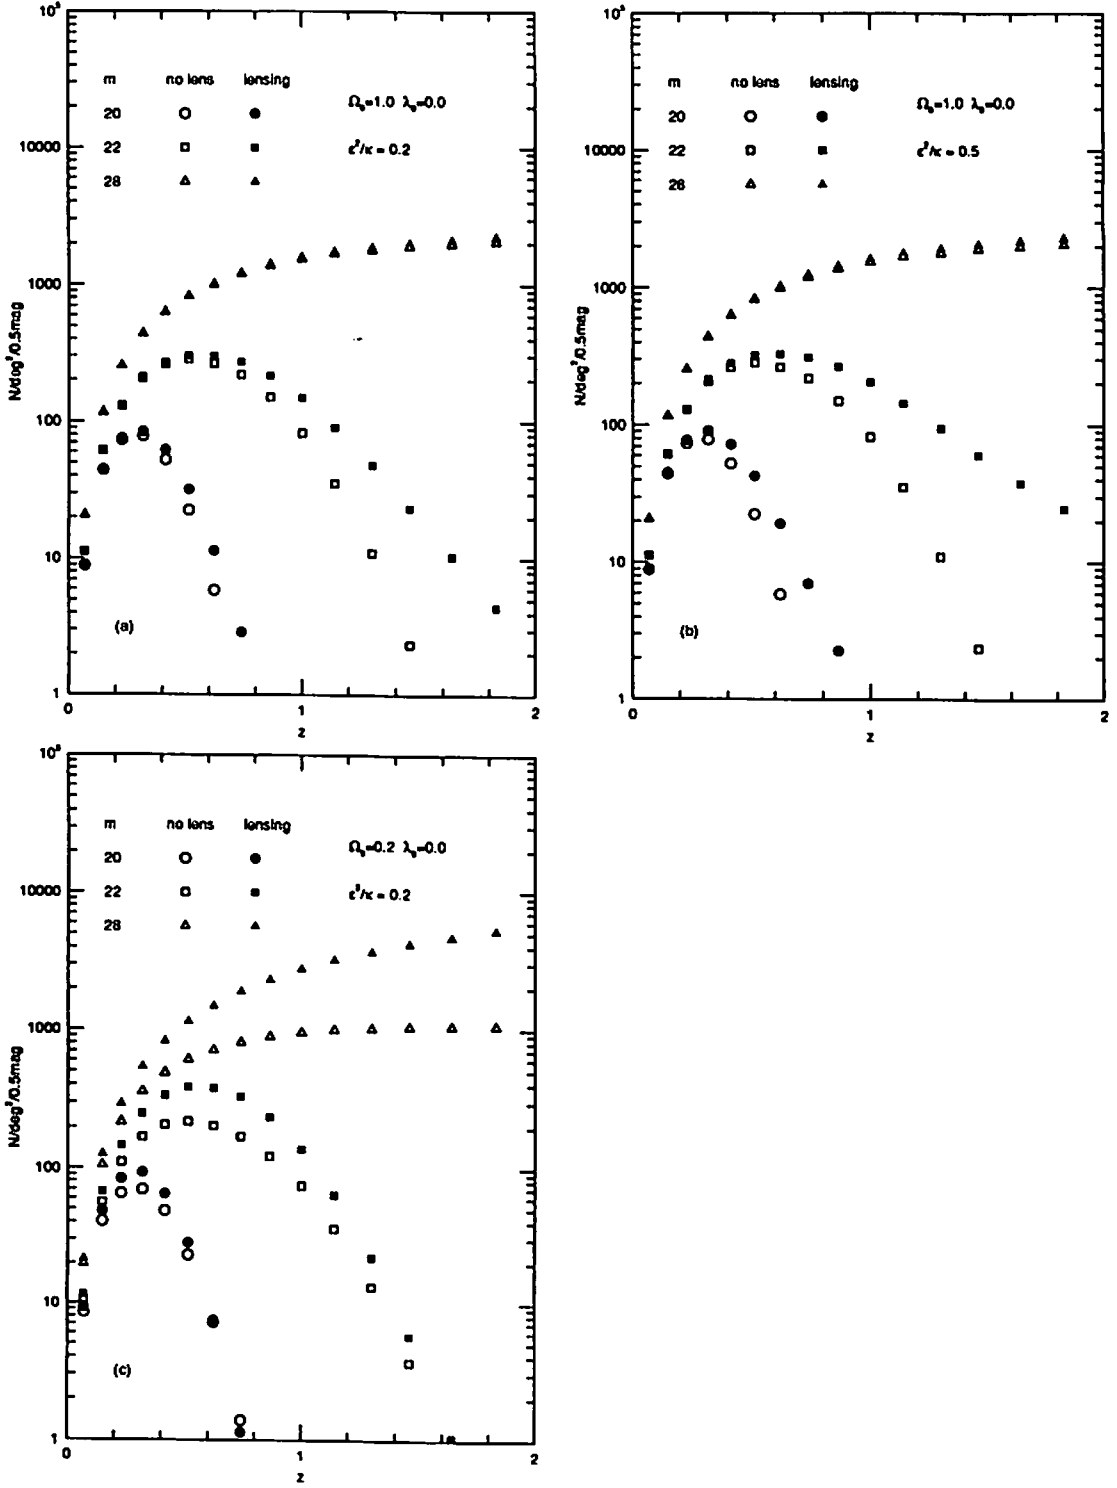 10⁵
10000
1000
100
10
1
N/deg²/0.5mag
m no lens lensing
20
22
28
Ω₀=1.0 λ₀=0.0
ε²/κ = 0.2
(a)
0 1 2
z
10⁵
10000
1000
100
10
1
N/deg²/0.5mag
m no lens lensing
20
22
28
Ω₀=1.0 λ₀=0.0
ε²/κ = 0.5
(b)
0 1 2
z
10⁵
10000
1000
100
10
1
N/deg²/0.5mag
m no lens lensing
20
22
28
Ω₀=0.2 λ₀=0.0
ε²/κ = 0.2
(c)
0 1 2
z